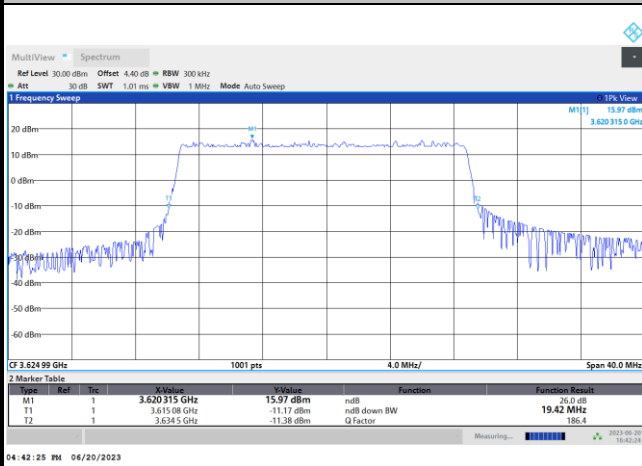 MultiView Spectrum
Ref Level 30.00 dBm Offset 4.40 dB RBW 300 kHz
Att 30 dB SWT 1.01 ms VBW 1 MHz Mode Auto Sweep
1 Frequency Sweep 1Pk View
M1[1] 15.97 dBm
3.620 315 0 GHz
M1
20 dBm
10 dBm
0 dBm
T1 T2
-10 dBm
-20 dBm
-30 dBm
-40 dBm
-50 dBm
-60 dBm
CF 3.624 99 GHz 1001 pts 4.0 MHz/ Span 40.0 MHz
2 Marker Table
Type Ref Trc X-Value Y-Value Function Function Result
M1 1 3.620 315 GHz 15.97 dBm ndB 26.0 dB
T1 1 3.615 08 GHz -11.17 dBm ndB down BW 19.42 MHz
T2 1 3.634 5 GHz -11.38 dBm Q Factor 186.4
Measuring... 2023-06-20
16:42:24
04:42:25 PM 06/20/2023